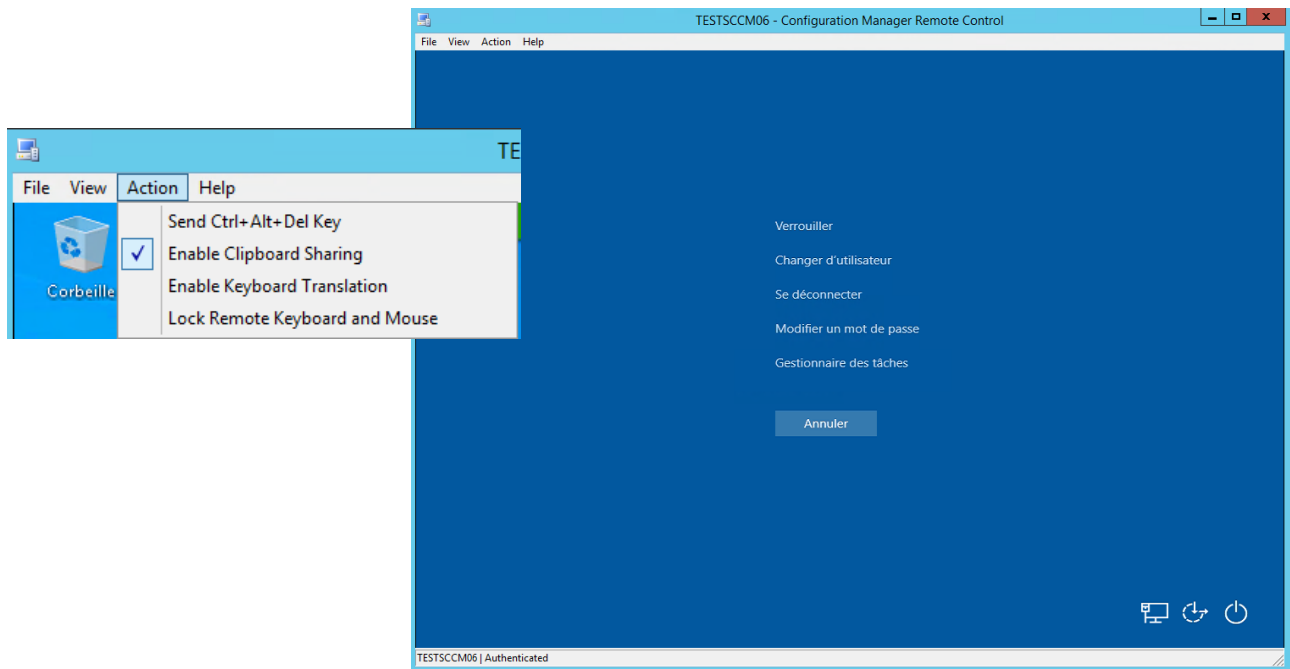 TESTSCCM06 - Configuration Manager Remote Control
File View Action Help
TE
File View Action Help
Send Ctrl+Alt+Del Key
Enable Clipboard Sharing
Enable Keyboard Translation
Lock Remote Keyboard and Mouse
Corbeille
Verrouiller
Changer d'utilisateur
Se déconnecter
Modifier un mot de passe
Gestionnaire des tâches
Annuler
TESTSCCM06 | Authenticated